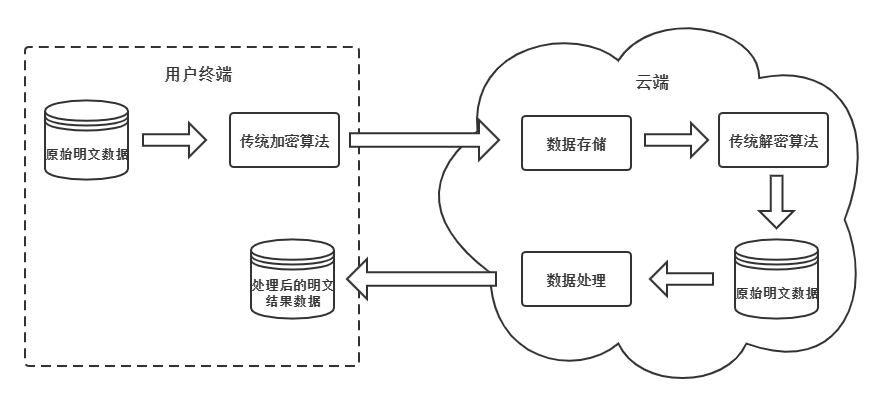 用户终端
云端
原始明文数据
传统加密算法
数据存储
传统解密算法
处理后的明文
结果数据
数据处理
原始明文数据